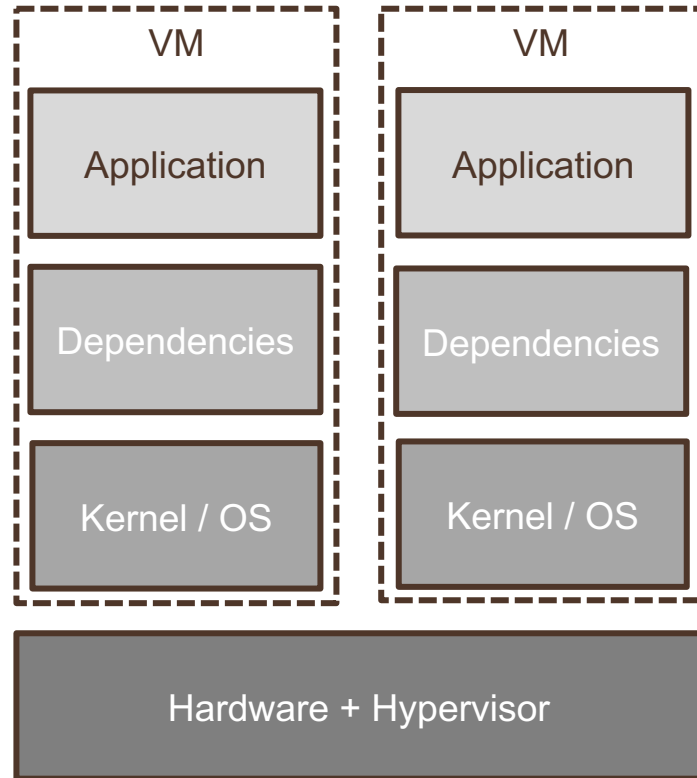 VM
Application
Dependencies
Kernel / OS
VM
Application
Dependencies
Kernel / OS
Hardware + Hypervisor